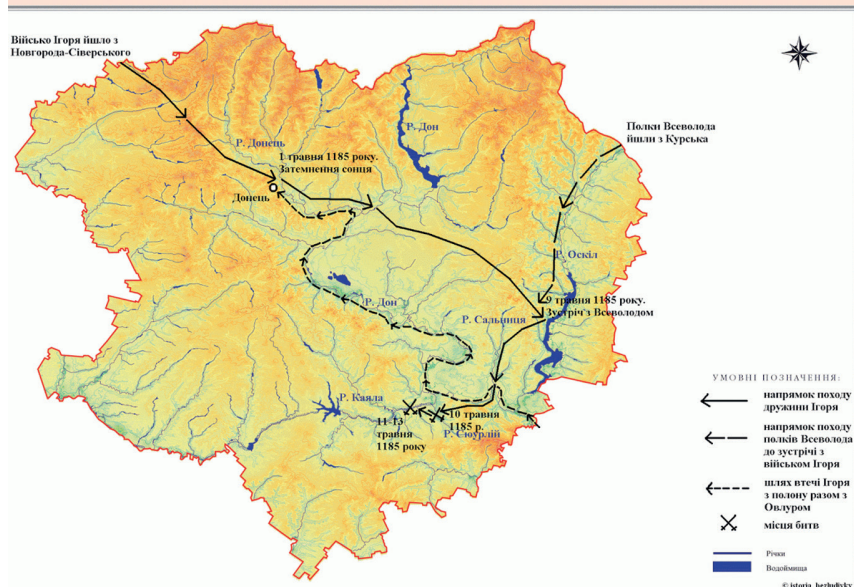 Військо Ігоря йшло з
Новгорода-Сіверського
Р. Донець
Р. Дон
Полки Всеволода
йшли з Курська
1 травня 1185 року.
Затемнення сонця
Донець
Р. Оскіл
9 травня 1185 року.
Зустріч з Всеволодом
Р. Дон
Р. Сальниця
Р. Каяла
10 травня
1185 р.
11-13
травня
1185 року
Р. Сюурлій
УМОВНІ ПОЗНАЧЕННЯ:
напрямок походу
дружини Ігоря
напрямок походу
полків Всеволода
до зустрічі з
військом Ігоря
шлях втечі Ігоря
з полону разом з
Овлуром
місця битв
Річки
Водоймища
© istoria_bezludivky